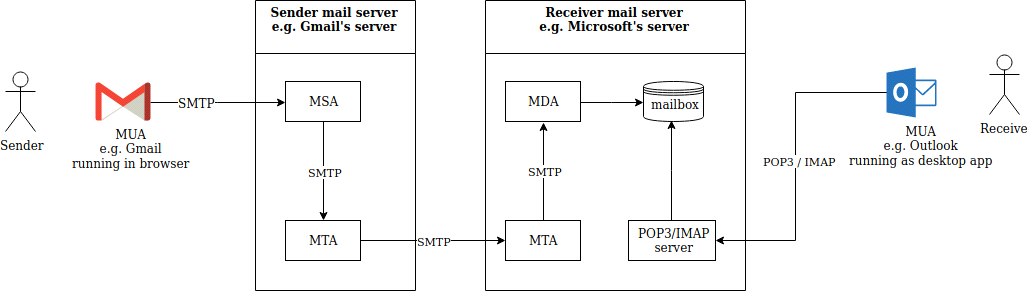 Sender mail server
e.g. Gmail's server
Receiver mail server
e.g. Microsoft's server
Sender
MUA
e.g. Gmail
running in browser
SMTP
MSA
SMTP
MTA
SMTP
MTA
SMTP
MDA
mailbox
POP3/IMAP
server
POP3 / IMAP
O
MUA
e.g. Outlook
running as desktop app
Receive